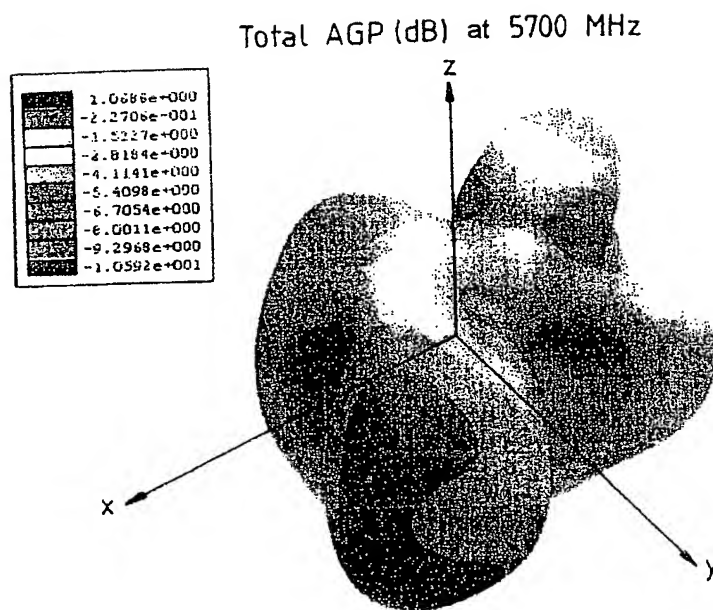 Total AGP (dB) at 5700 MHz
z
1.0686e+000
-2.2706e-001
-1.5227e+000
-2.8184e+000
-4.1141e+000
-5.4098e+000
-6.7054e+000
-8.0011e+000
-9.2968e+000
-1.0592e+001
x
y